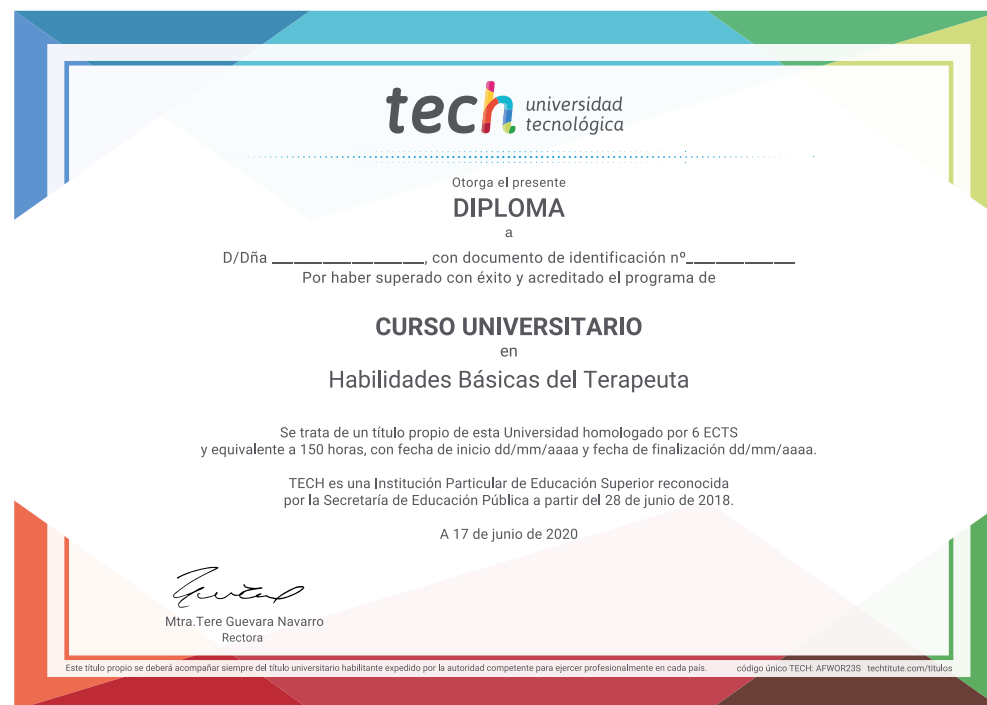 tech universidad
tecnológica
Otorga el presente
DIPLOMA
a
D/Dña ______________, con documento de identificación nº__________
Por haber superado con éxito y acreditado el programa de
CURSO UNIVERSITARIO
en
Habilidades Básicas del Terapeuta
Se trata de un título propio de esta Universidad homologado por 6 ECTS
y equivalente a 150 horas, con fecha de inicio dd/mm/aaaa y fecha de finalización dd/mm/aaaa.
TECH es una Institución Particular de Educación Superior reconocida
por la Secretaría de Educación Pública a partir del 28 de junio de 2018.
A 17 de junio de 2020
Mtra.Tere Guevara Navarro
Rectora
Este título propio se deberá acompañar siempre del título universitario habilitante expedido por la autoridad competente para ejercer profesionalmente en cada país. código único TECH: AFWOR23S techtitute.com/titulos